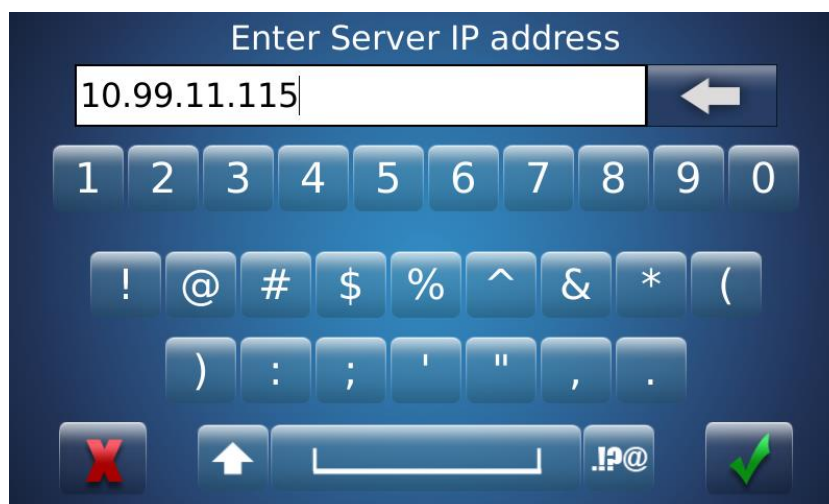 Enter Server IP address
10.99.11.115
1 2 3 4 5 6 7 8 9 0
! @ # $ % ^ & * (
) : ; ' " , .
.!?@